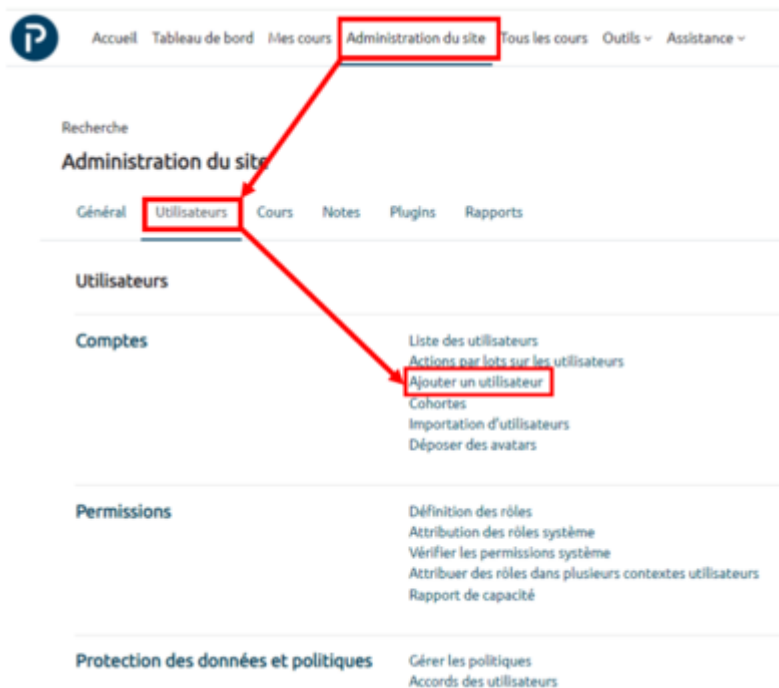 Accueil Tableau de bord Mes cours Administration du site Tous les cours Outils Assistance
Recherche
Administration du site
Général Utilisateurs Cours Notes Plugins Rapports
Utilisateurs
Comptes
Liste des utilisateurs
Actions par lots sur les utilisateurs
Ajouter un utilisateur
Cohortes
Importation d'utilisateurs
Déposer des avatars
Permissions
Définition des rôles
Attribution des rôles système
Vérifier les permissions système
Attribuer des rôles dans plusieurs contextes utilisateurs
Rapport de capacité
Protection des données et politiques
Gérer les politiques
Accords des utilisateurs